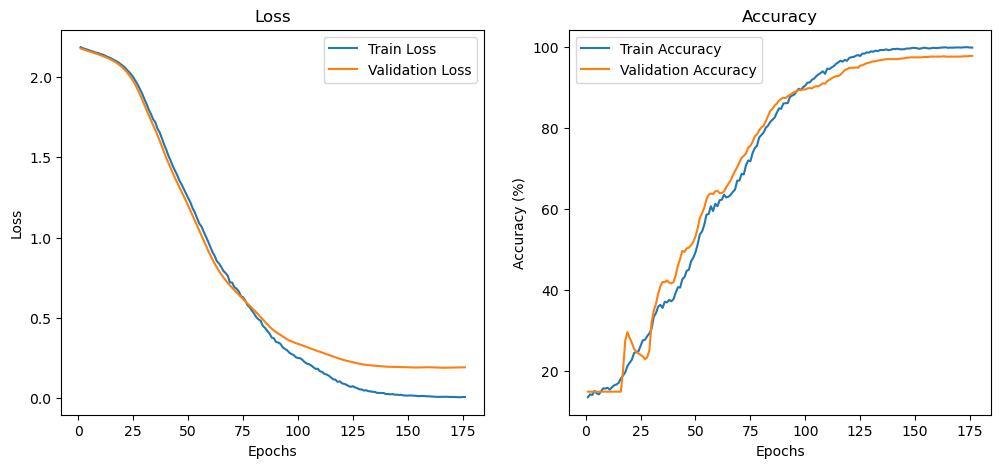 Loss
Train Loss
Validation Loss
2.0
1.5
1.0
0.5
0.0
Loss
0 25 50 75 100 125 150 175
Epochs
Accuracy
Train Accuracy
Validation Accuracy
100
80
60
40
20
Accuracy (%)
0 25 50 75 100 125 150 175
Epochs